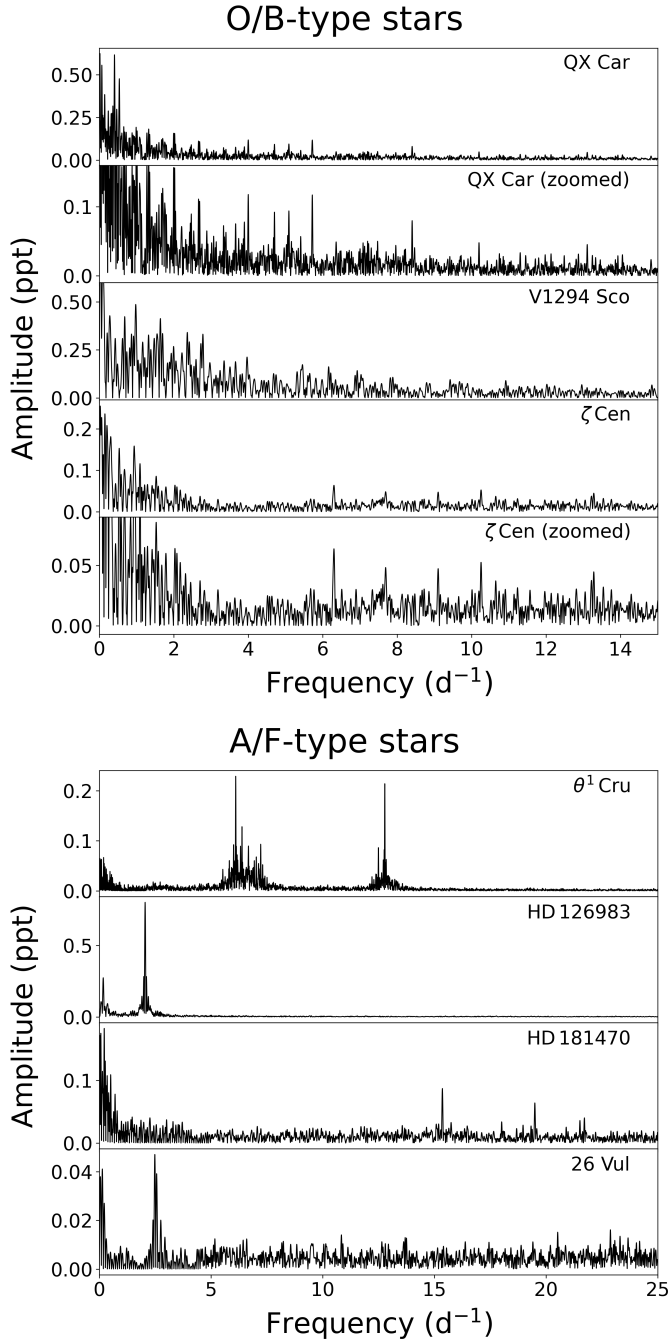 O/B-type stars
QX Car
0.50
0.25
0.00
QX Car (zoomed)
0.1
0.0
V1294 Sco
0.50
0.25
0.00
ζ Cen
0.2
0.1
0.0
ζ Cen (zoomed)
0.05
0.00
Amplitude (ppt)
0 2 4 6 8 10 12 14
Frequency (d⁻¹)
A/F-type stars
θ¹ Cru
0.2
0.1
0.0
HD 126983
0.5
0.0
HD 181470
0.1
0.0
26 Vul
0.04
0.02
0.00
Amplitude (ppt)
0 5 10 15 20 25
Frequency (d⁻¹)